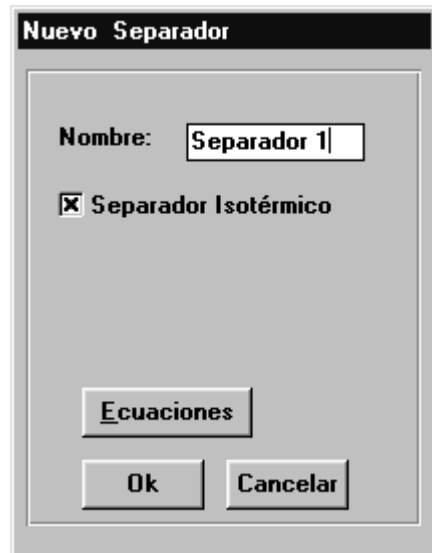 Nuevo Separador
Nombre: Separador 1
Separador Isotérmico
Ecuaciones
Ok Cancelar